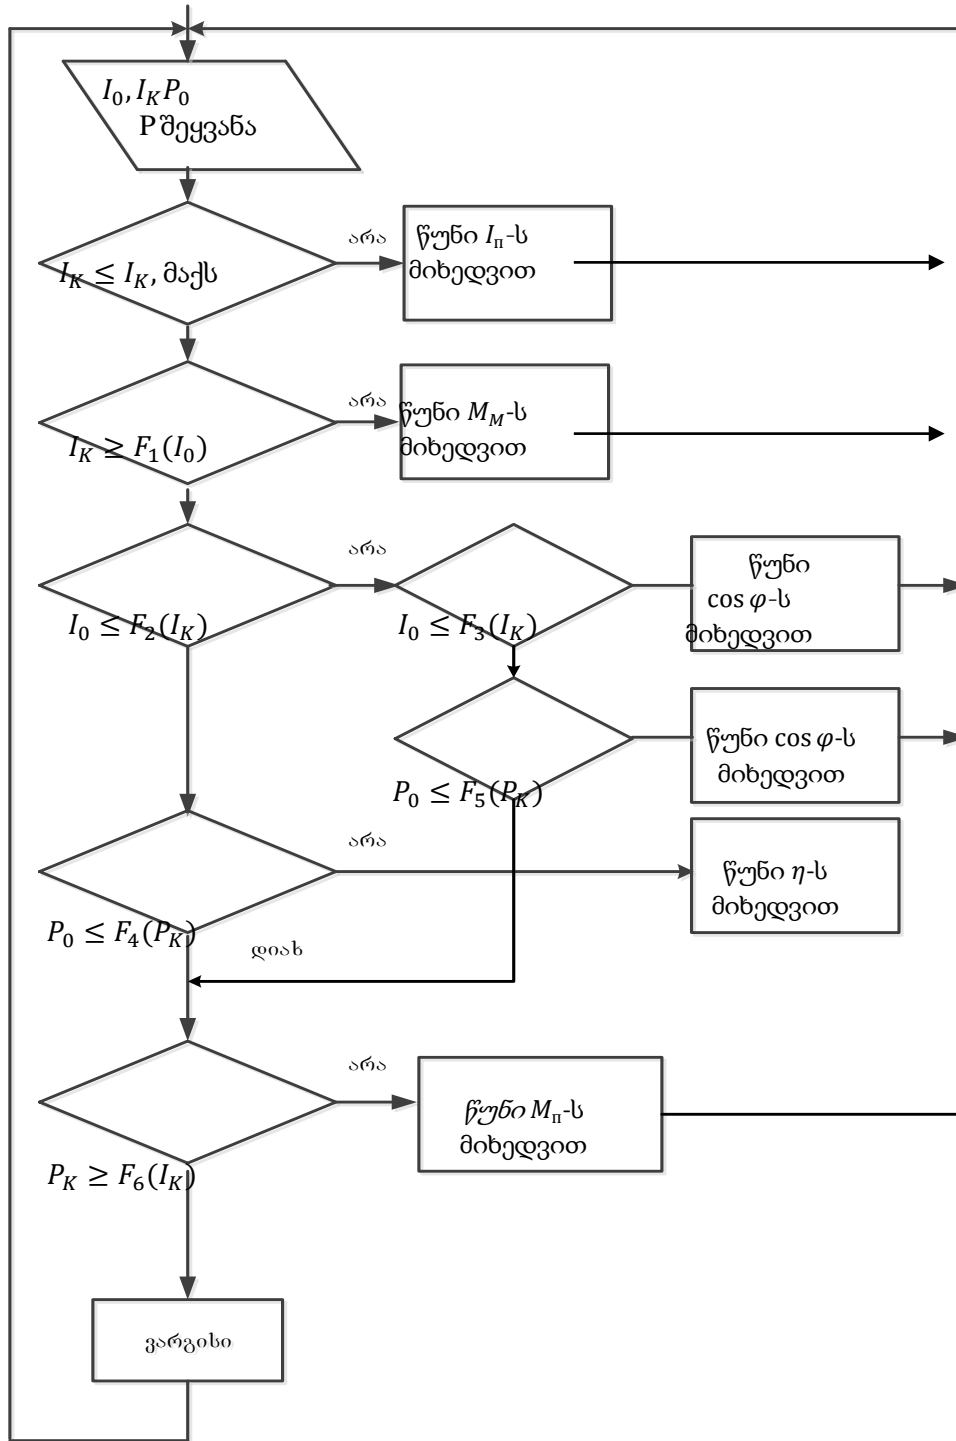 I₀, I_K P₀
P შეყვანა
I_K ≤ I_K, მაქს
არა
წუნი I_п-ს
მიხედვით
I_K ≥ F₁(I₀)
არა
წუნი M_M-ს
მიხედვით
I₀ ≤ F₂(I_K)
არა
I₀ ≤ F₃(I_K)
წუნი
cos φ-ს
მიხედვით
P₀ ≤ F₅(P_K)
წუნი cos φ-ს
მიხედვით
P₀ ≤ F₄(P_K)
არა
წუნი η-ს
მიხედვით
დიახ
P_K ≥ F₆(I_K)
არა
წუნი M_п-ს
მიხედვით
ვარგისი